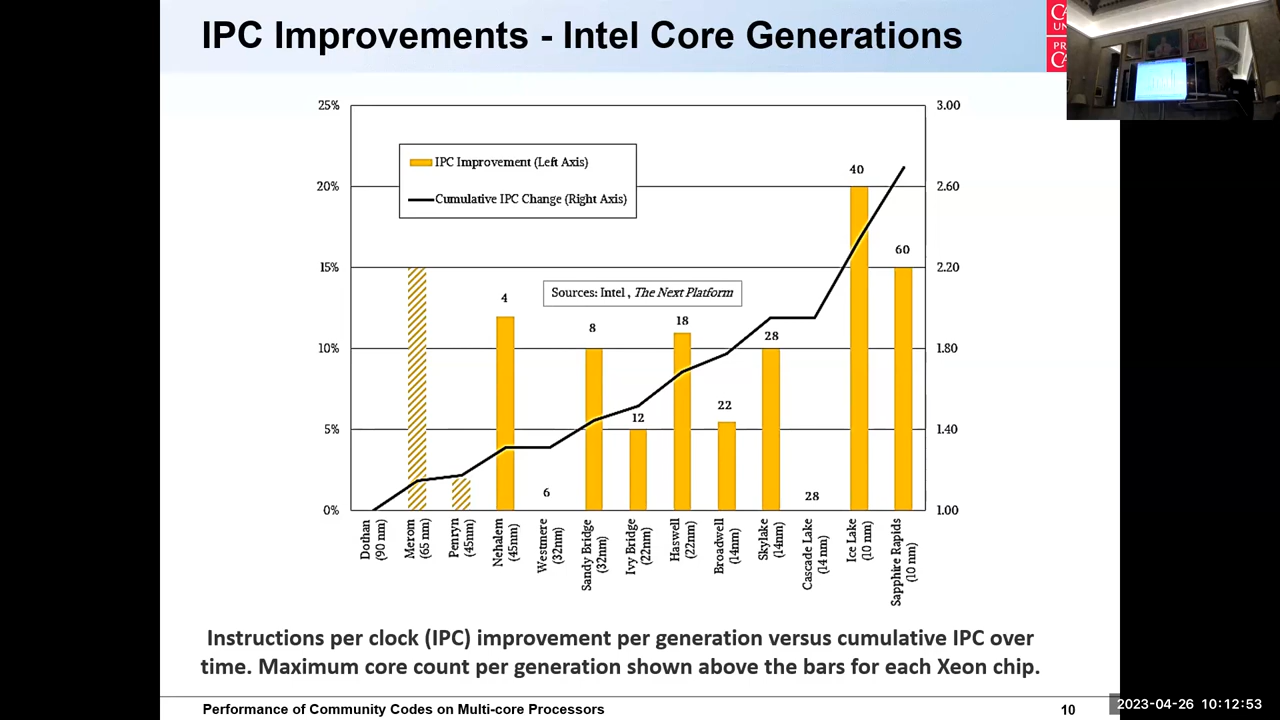 IPC Improvements - Intel Core Generations
CA
UN
PR
CA
25%
20%
15%
10%
5%
0%
IPC Improvement (Left Axis)
Cumulative IPC Change (Right Axis)
Sources: Intel , The Next Platform
4
6
8
12
18
22
28
28
40
60
3.00
2.60
2.20
1.80
1.40
1.00
Dothan
(90 nm)
Merom
(65 nm)
Penryn
(45nm)
Nehalem
(45nm)
Westmere
(32nm)
Sandy Bridge
(32nm)
Ivy Bridge
(22nm)
Haswell
(22nm)
Broadwell
(14nm)
Skylake
(14nm)
Cascade Lake
(14 nm)
Ice Lake
(10 nm)
Sapphire Rapids
(10 nm)
Instructions per clock (IPC) improvement per generation versus cumulative IPC over
time. Maximum core count per generation shown above the bars for each Xeon chip.
Performance of Community Codes on Multi-core Processors
10
2023-04-26 10:12:53